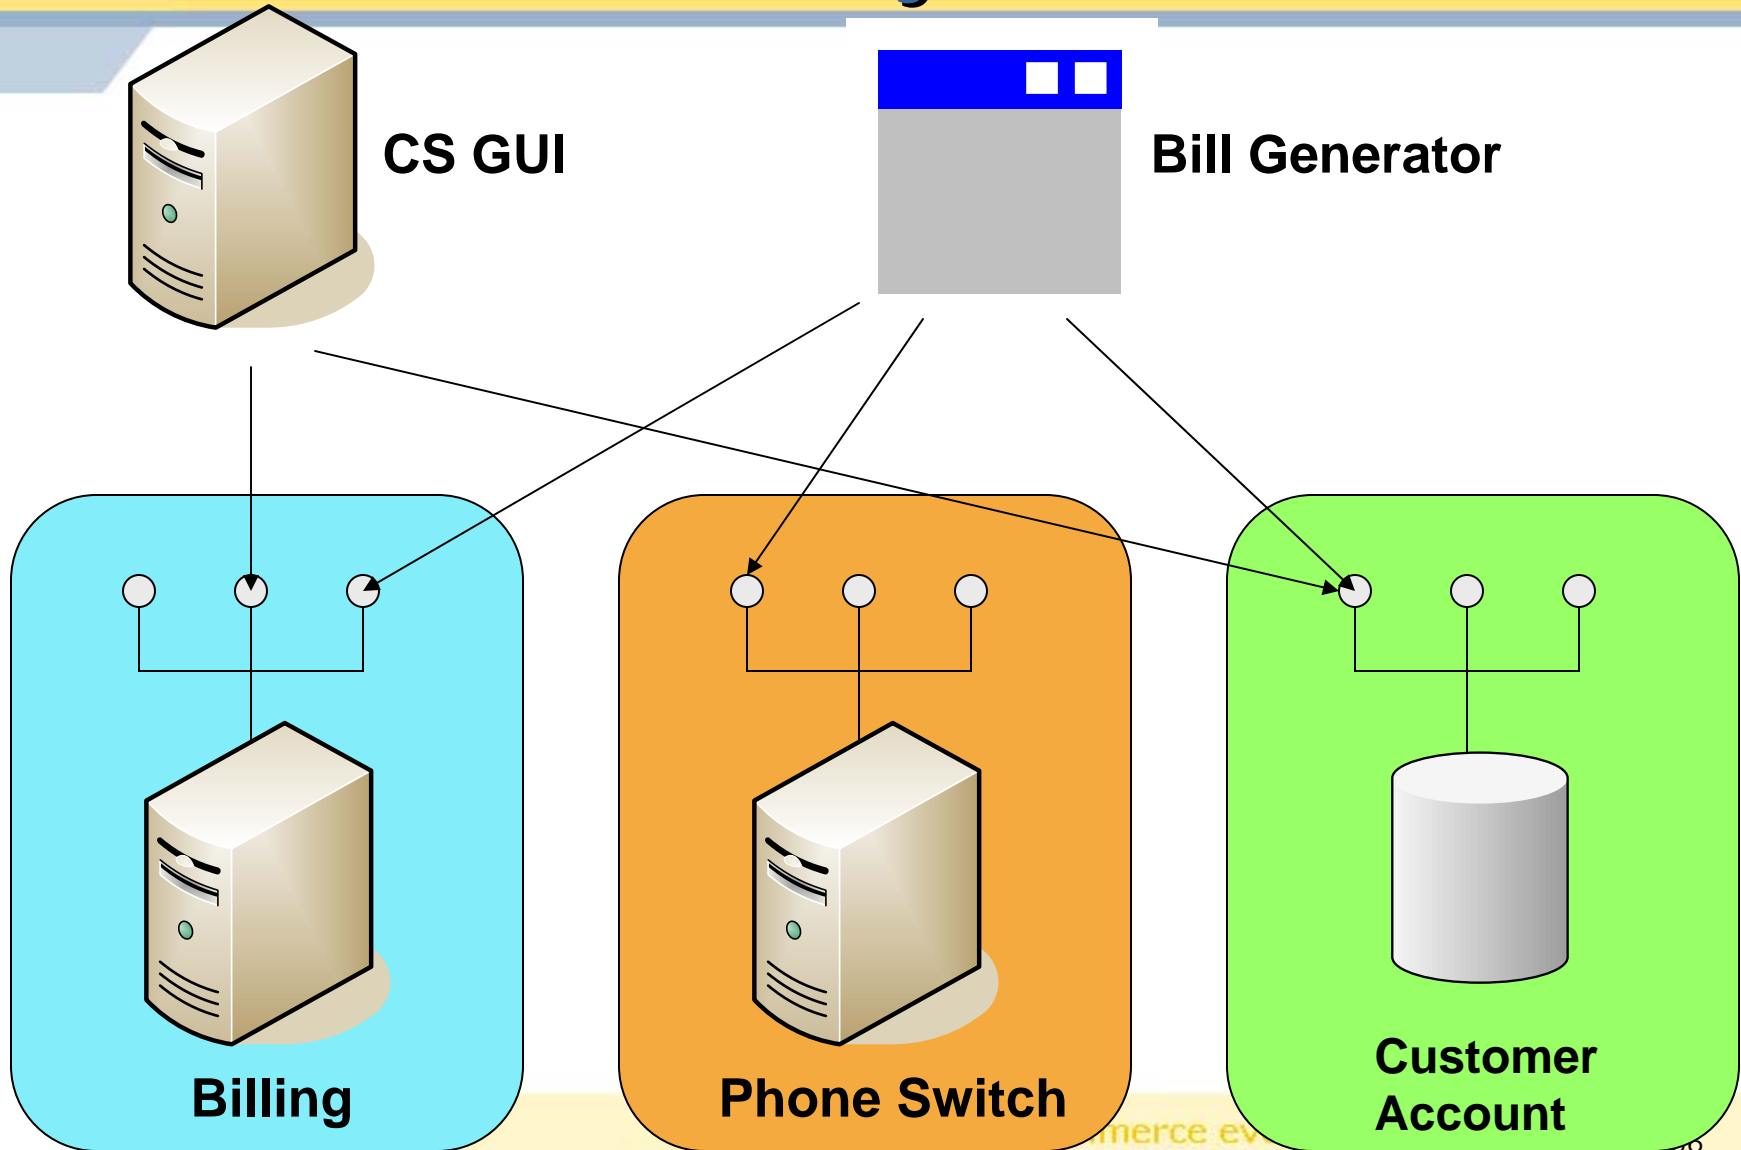 CS GUI
Bill Generator
Billing
Phone Switch
Customer
Account